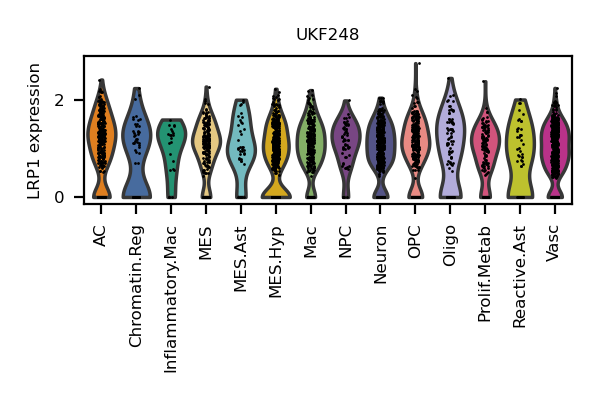 UKF248
LRP1 expression
2
0
AC
Chromatin.Reg
Inflammatory.Mac
MES
MES.Ast
MES.Hyp
Mac
NPC
Neuron
OPC
Oligo
Prolif.Metab
Reactive.Ast
Vasc